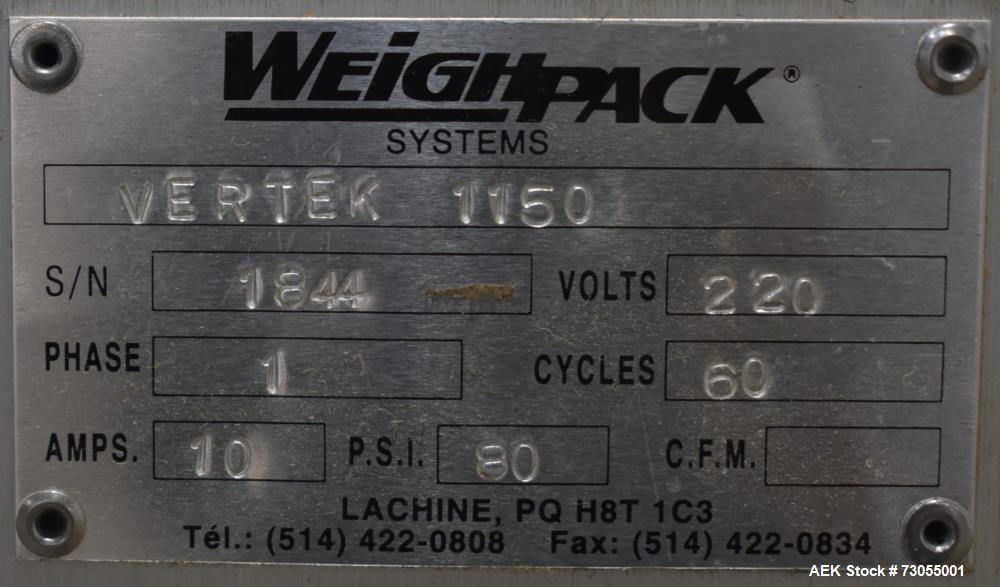 WEIGHPACK®
SYSTEMS
VERTEK 1150
S/N 1844 VOLTS 220
PHASE 1 CYCLES 60
AMPS. 10 P.S.I. 80 C.F.M.
LACHINE, PQ H8T 1C3
Tél.: (514) 422-0808 Fax: (514) 422-0834
AEK Stock # 73055001